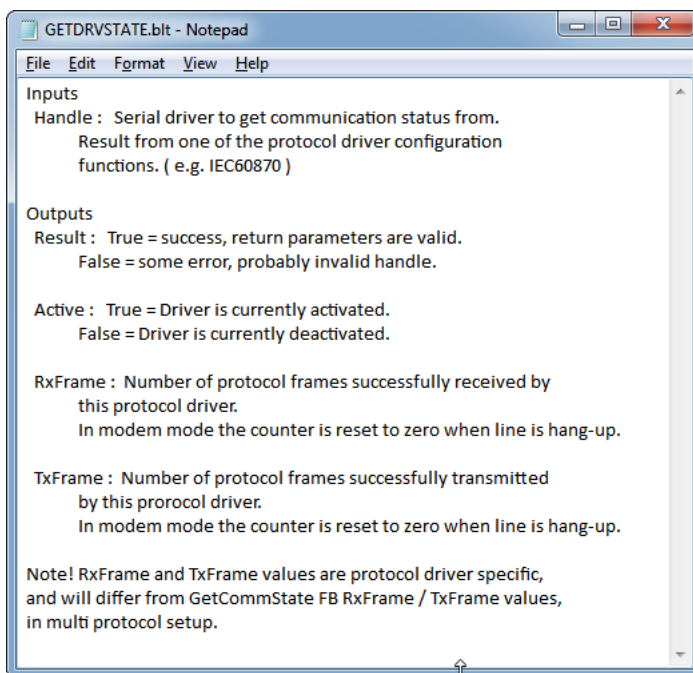 GETDRVSTATE.blt - Notepad
File Edit Format View Help
Inputs
Handle : Serial driver to get communication status from.
Result from one of the protocol driver configuration
functions. ( e.g. IEC60870 )
Outputs
Result : True = success, return parameters are valid.
False = some error, probably invalid handle.
Active : True = Driver is currently activated.
False = Driver is currently deactivated.
RxFrame : Number of protocol frames successfully received by
this protocol driver.
In modem mode the counter is reset to zero when line is hang-up.
TxFrame : Number of protocol frames successfully transmitted
by this prorocol driver.
In modem mode the counter is reset to zero when line is hang-up.
Note! RxFrame and TxFrame values are protocol driver specific,
and will differ from GetCommState FB RxFrame / TxFrame values,
in multi protocol setup.